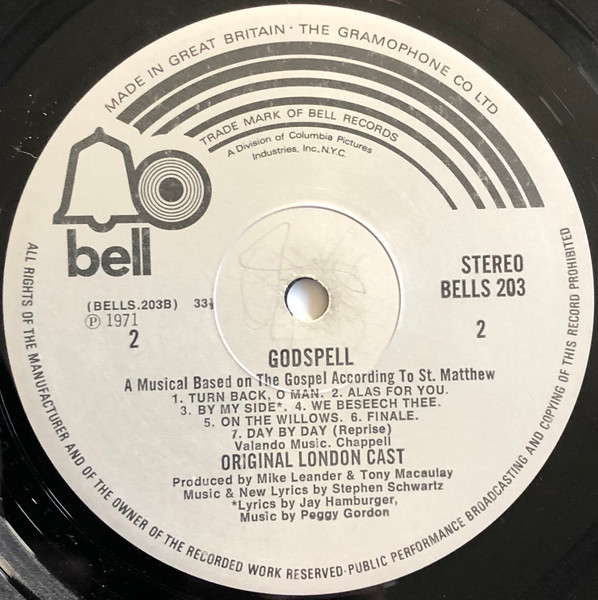 MADE IN GREAT BRITAIN · THE GRAMOPHONE CO LTD
TRADE MARK OF BELL RECORDS
A Division of Columbia Pictures
Industries, Inc., N.Y.C.
bell
STEREO
BELLS 203
(BELLS.203B) 33⅓
Ⓟ 1971
2
2
GODSPELL
A Musical Based on The Gospel According To St. Matthew
1. TURN BACK, O MAN. 2. ALAS FOR YOU.
3. BY MY SIDE*. 4. WE BESEECH THEE.
5. ON THE WILLOWS. 6. FINALE.
7. DAY BY DAY (Reprise)
Valando Music. Chappell
ORIGINAL LONDON CAST
Produced by Mike Leander & Tony Macaulay
Music & New Lyrics by Stephen Schwartz
*Lyrics by Jay Hamburger,
Music by Peggy Gordon
ALL RIGHTS OF THE MANUFACTURER AND OF THE OWNER OF THE RECORDED WORK RESERVED·PUBLIC PERFORMANCE BROADCASTING AND COPYING OF THIS RECORD PROHIBITED